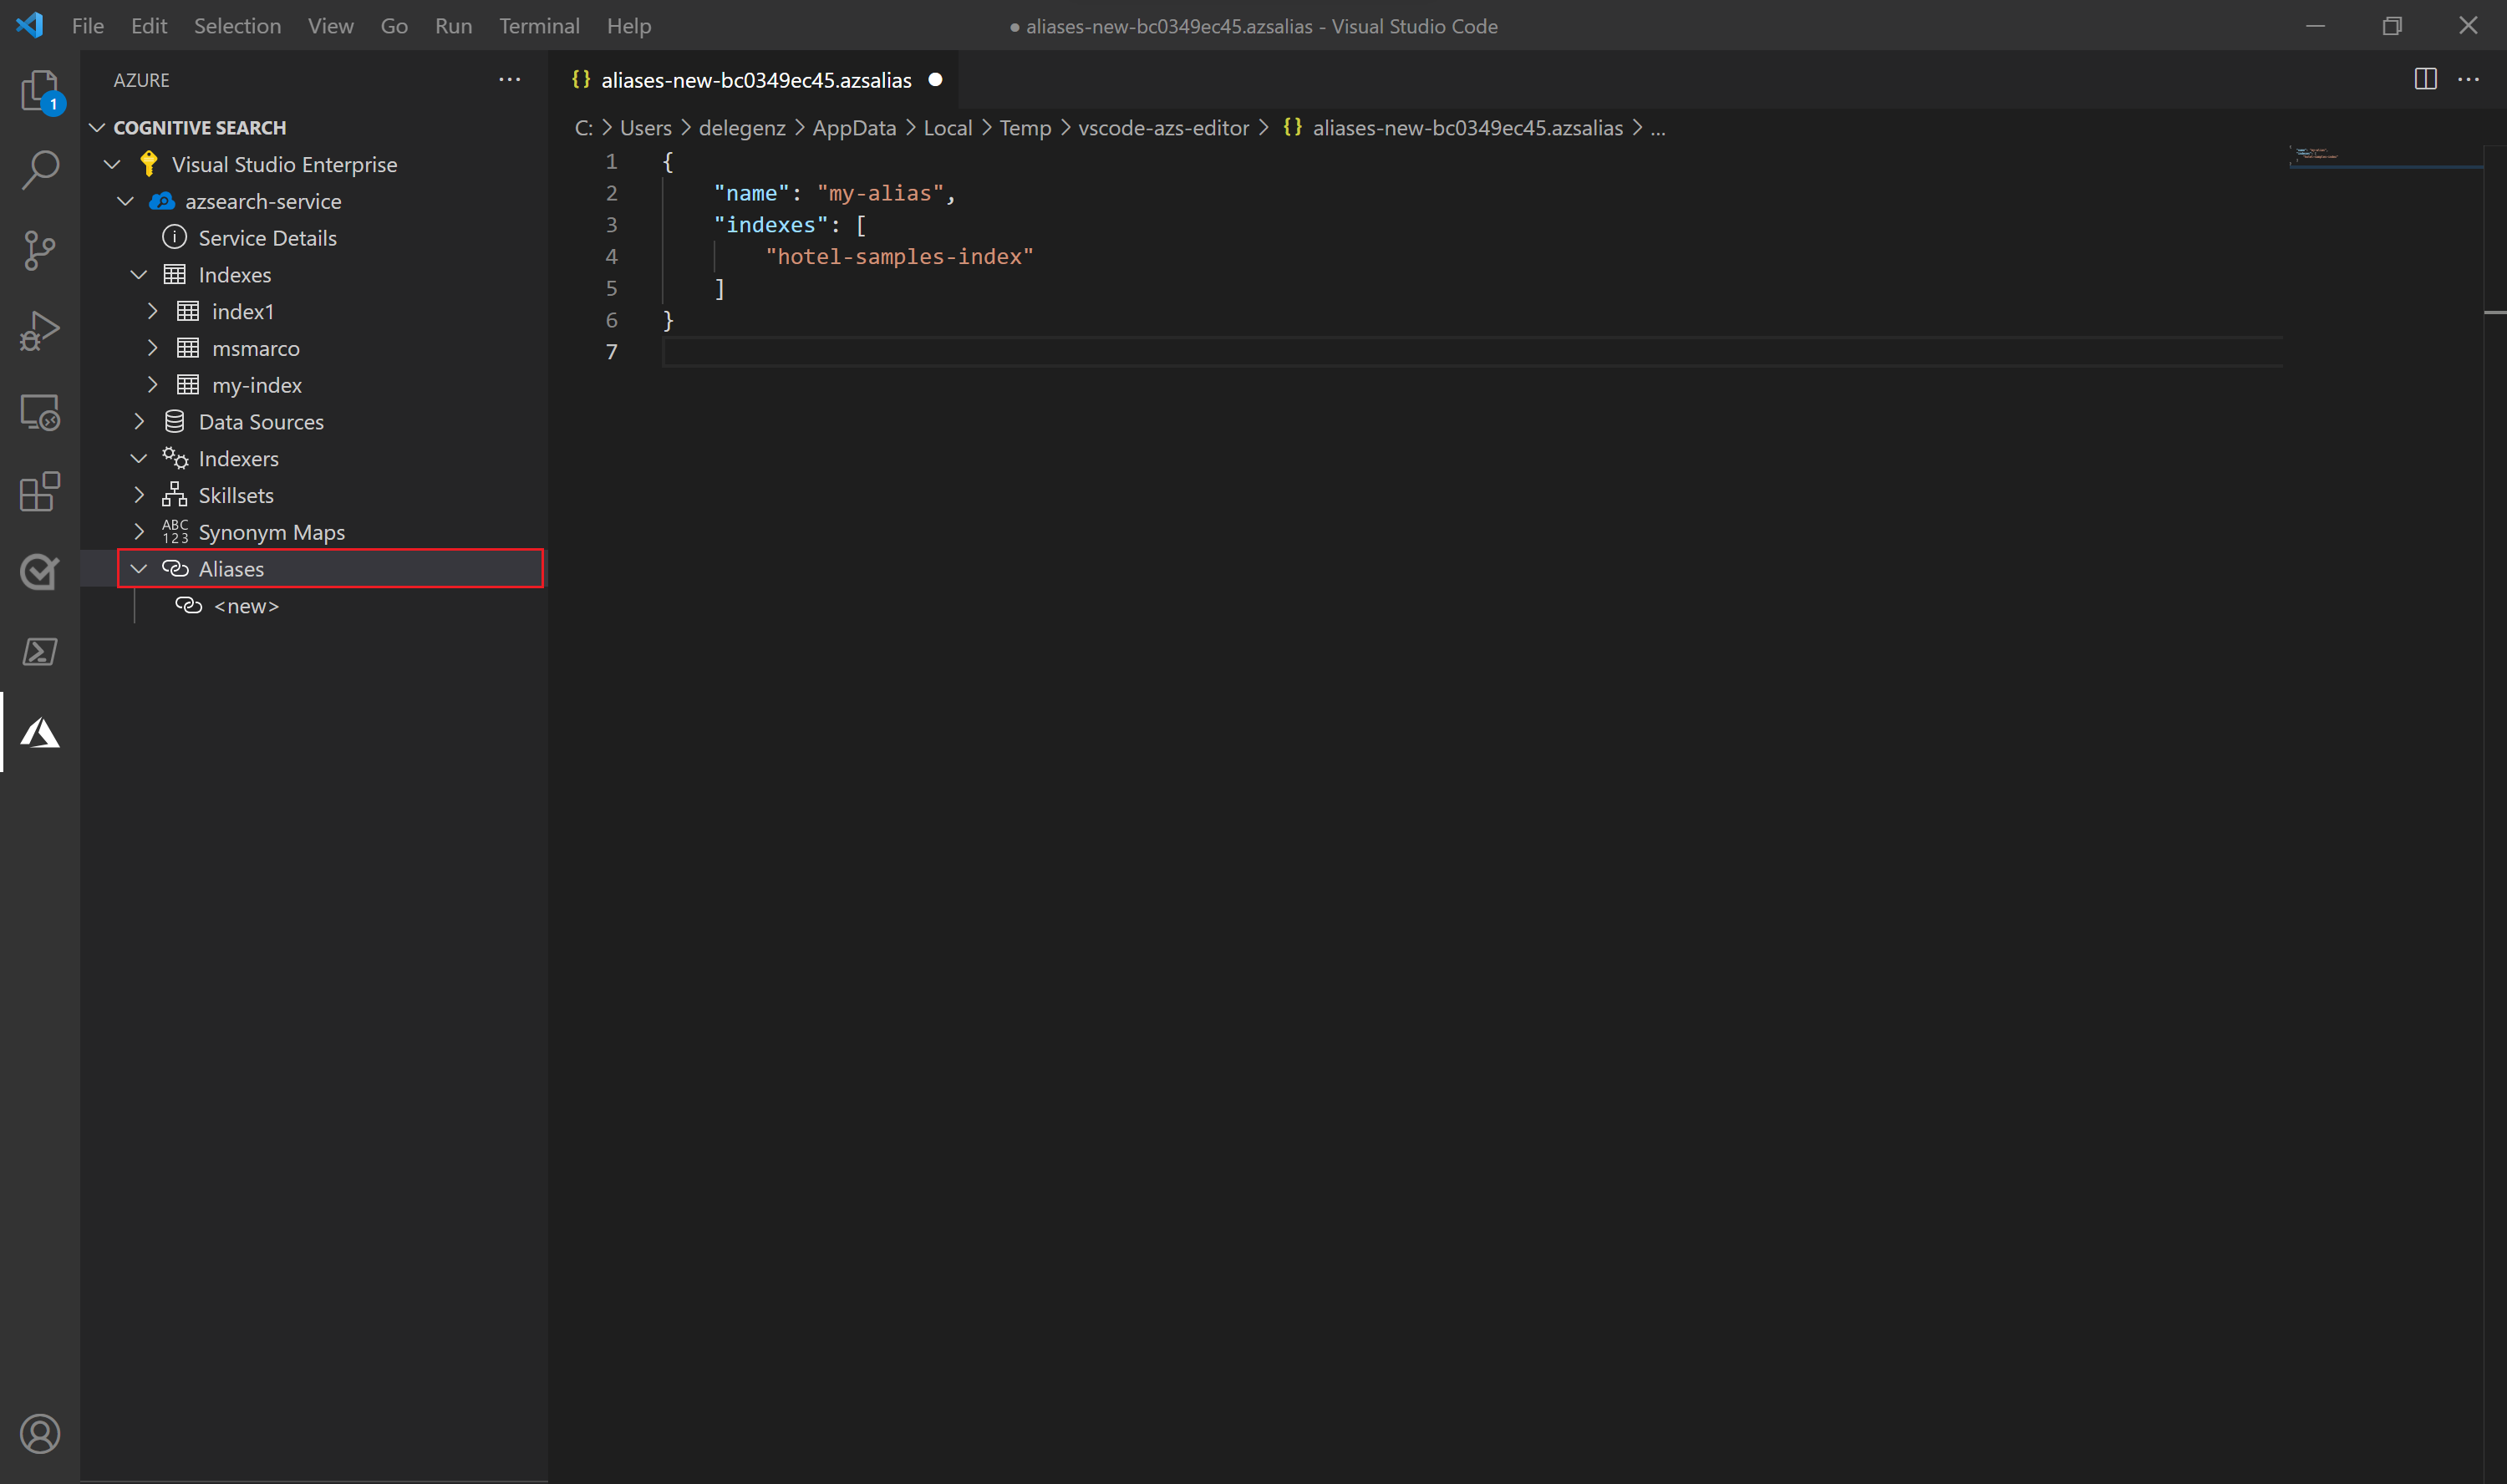 File Edit Selection View Go Run Terminal Help
● aliases-new-bc0349ec45.azsalias - Visual Studio Code
1
AZURE
COGNITIVE SEARCH
Visual Studio Enterprise
azsearch-service
Service Details
Indexes
index1
msmarco
my-index
Data Sources
Indexers
Skillsets
ABC
123
Synonym Maps
Aliases
<new>
{} aliases-new-bc0349ec45.azsalias ●
C: > Users > delegenz > AppData > Local > Temp > vscode-azs-editor > {} aliases-new-bc0349ec45.azsalias > ...
1 {
2     "name": "my-alias",
3     "indexes": [
4         "hotel-samples-index"
5     ]
6 }
7